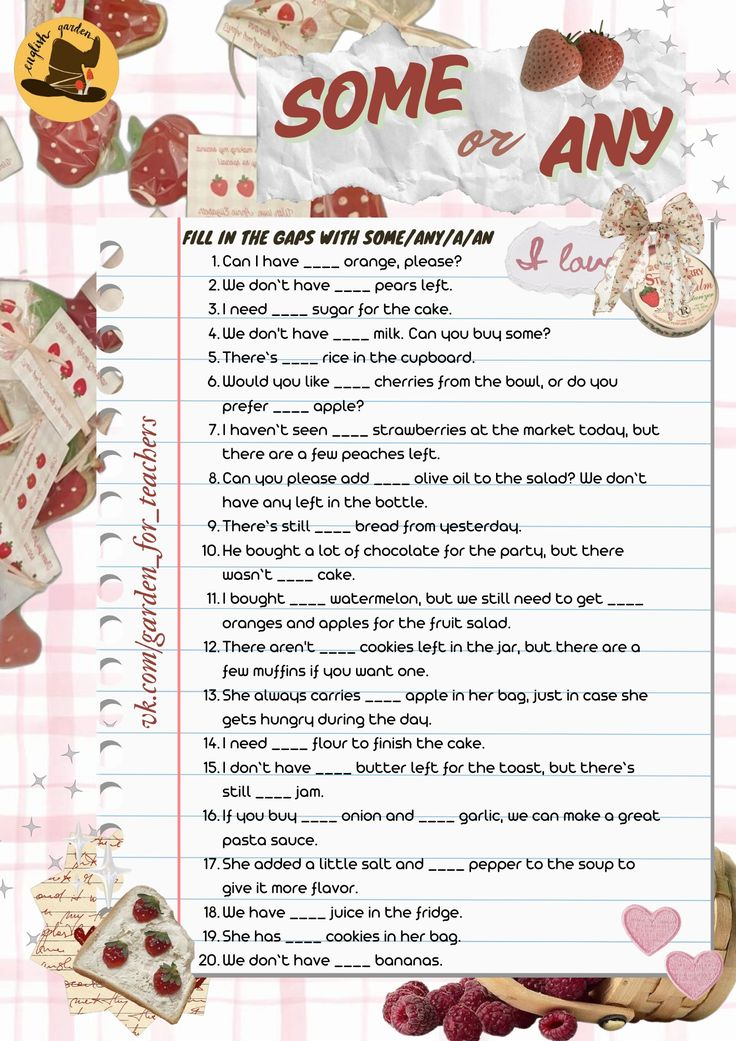 english garden
SOME
or ANY
FILL IN THE GAPS WITH SOME/ANY/A/AN
I love
1. Can I have ____ orange, please?
2. We don`t have ____ pears left.
3. I need ____ sugar for the cake.
4. We don't have ____ milk. Can you buy some?
5. There`s ____ rice in the cupboard.
6. Would you like ____ cherries from the bowl, or do you
prefer ____ apple?
7. I haven`t seen ____ strawberries at the market today, but
there are a few peaches left.
8. Can you please add ____ olive oil to the salad? We don`t
have any left in the bottle.
9. There`s still ____ bread from yesterday.
10. He bought a lot of chocolate for the party, but there
wasn`t ____ cake.
11. I bought ____ watermelon, but we still need to get ____
oranges and apples for the fruit salad.
12. There aren't ____ cookies left in the jar, but there are a
few muffins if you want one.
13. She always carries ____ apple in her bag, just in case she
gets hungry during the day.
14. I need ____ flour to finish the cake.
15. I don`t have ____ butter left for the toast, but there`s
still ____ jam.
16. If you buy ____ onion and ____ garlic, we can make a great
pasta sauce.
17. She added a little salt and ____ pepper to the soup to
give it more flavor.
18. We have ____ juice in the fridge.
19. She has ____ cookies in her bag.
20. We don`t have ____ bananas.
vk.com/garden_for_teachers